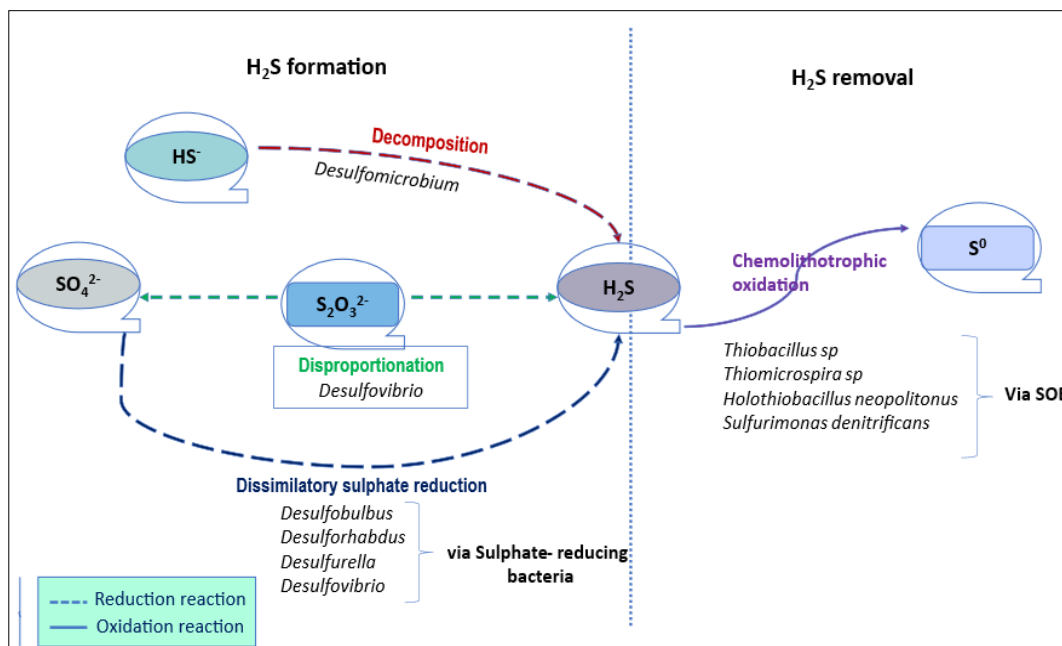 H₂S formation
H₂S removal
Decomposition
HS⁻
Desulfomicrobium
SO₄²⁻
S₂O₃²⁻
H₂S
S⁰
Chemolithotrophic
oxidation
Disproportionation
Desulfovibrio
Thiobacillus sp
Thiomicrospira sp
Holothiobacillus neopolitonus
Sulfurimonas denitrificans
Via SOB
Dissimilatory sulphate reduction
Desulfobulbus
Desulforhabdus
Desulfurella
Desulfovibrio
via Sulphate- reducing
bacteria
Reduction reaction
Oxidation reaction